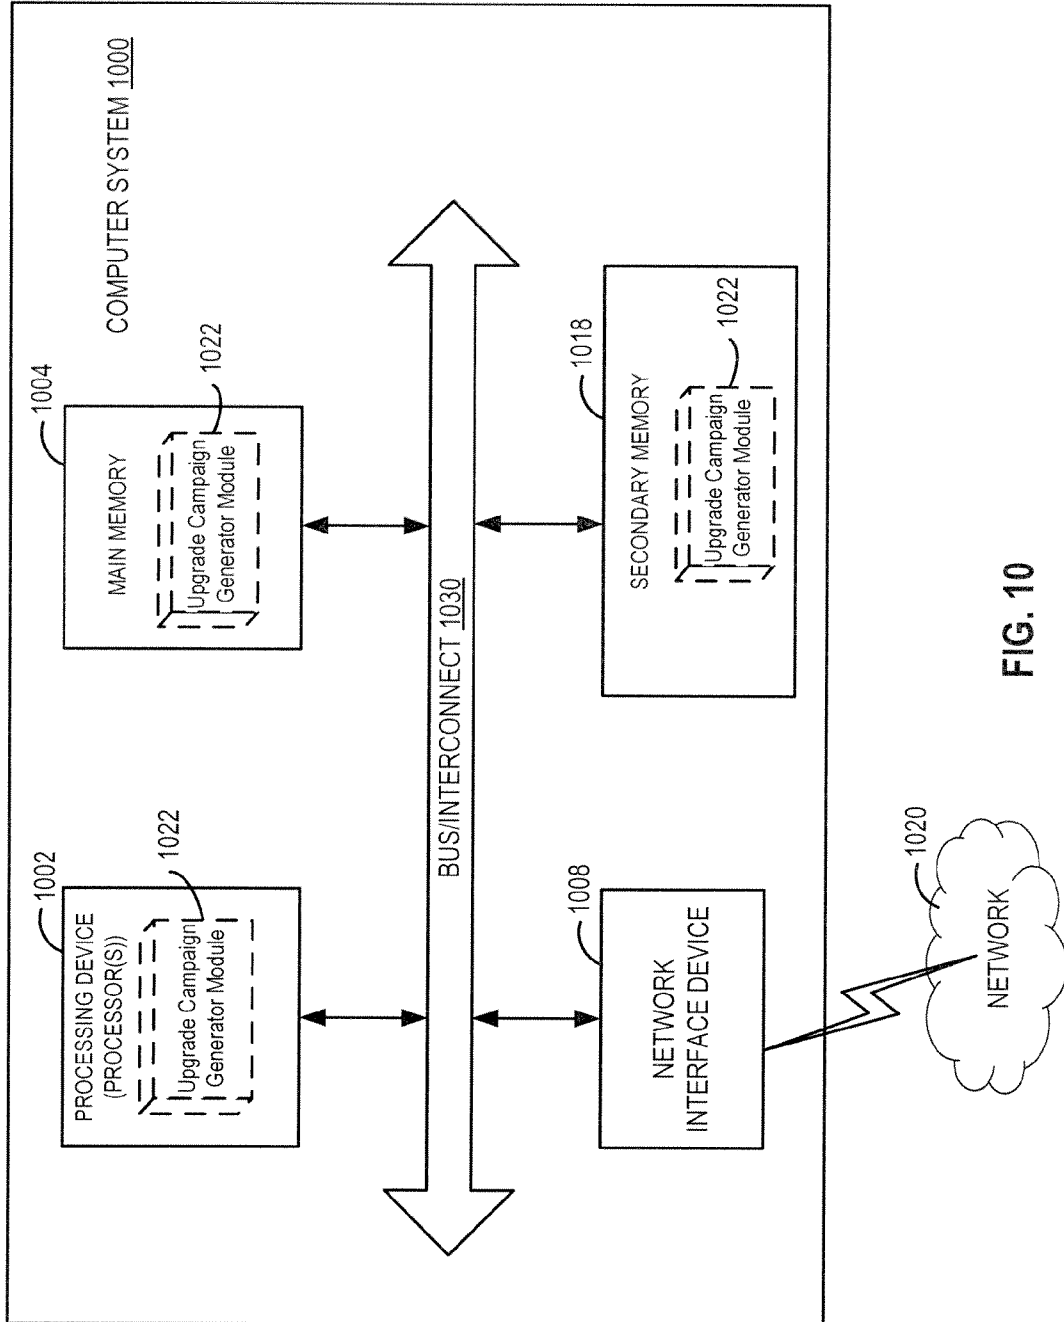 COMPUTER SYSTEM 1000
1002
PROCESSING DEVICE
(PROCESSOR(S))
1022
Upgrade Campaign
Generator Module
1004
MAIN MEMORY
1022
Upgrade Campaign
Generator Module
BUS/INTERCONNECT 1030
1008
NETWORK
INTERFACE DEVICE
1018
SECONDARY MEMORY
1022
Upgrade Campaign
Generator Module
1020
NETWORK
FIG. 10